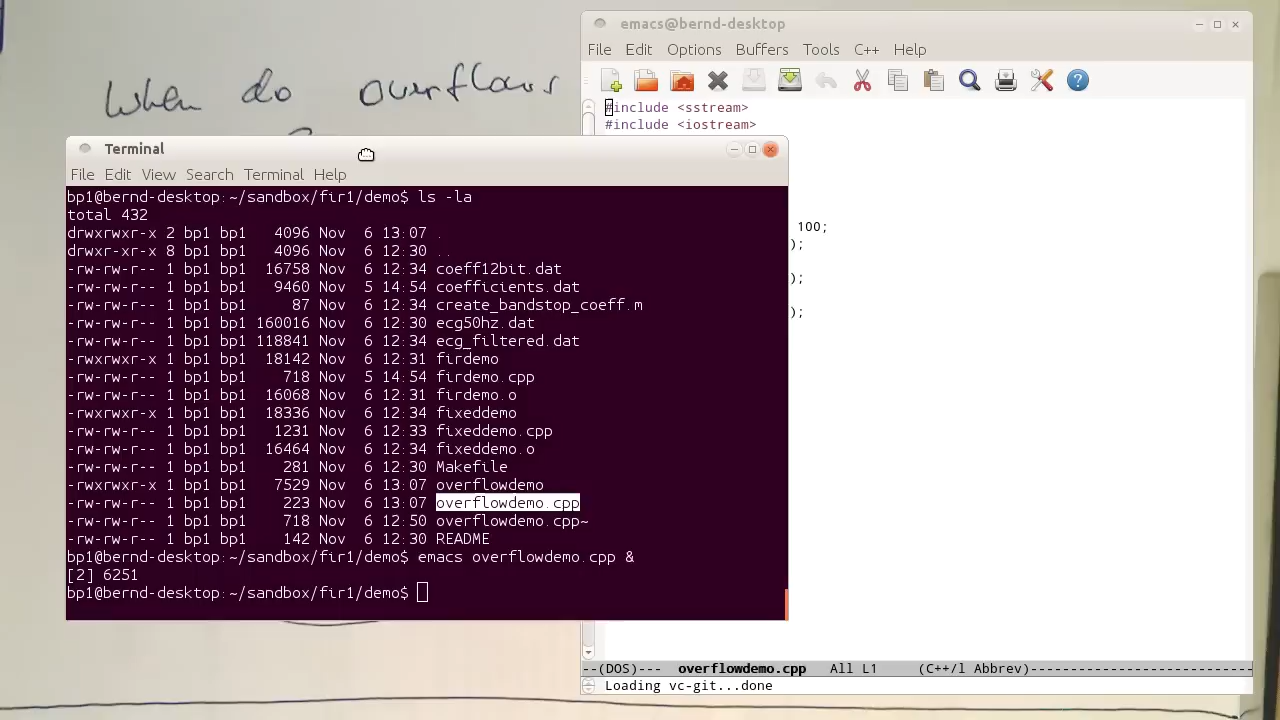 When do overflows
emacs@bernd-desktop
File Edit Options Buffers Tools C++ Help
#include <sstream>
#include <iostream>
100;
);
);
);
--(DOS)--- overflowdemo.cpp All L1 (C++/l Abbrev)-------------------------
Loading vc-git...done
Terminal
File Edit View Search Terminal Help
bp1@bernd-desktop:~/sandbox/fir1/demo$ ls -la
total 432
drwxrwxr-x 2 bp1 bp1 4096 Nov 6 13:07 .
drwxr-xr-x 8 bp1 bp1 4096 Nov 6 12:30 ..
-rw-rw-r-- 1 bp1 bp1 16758 Nov 6 12:34 coeff12bit.dat
-rw-rw-r-- 1 bp1 bp1 9460 Nov 5 14:54 coefficients.dat
-rw-rw-r-- 1 bp1 bp1 87 Nov 6 12:34 create_bandstop_coeff.m
-rw-rw-r-- 1 bp1 bp1 160016 Nov 6 12:30 ecg50hz.dat
-rw-rw-r-- 1 bp1 bp1 118841 Nov 6 12:34 ecg_filtered.dat
-rwxrwxr-x 1 bp1 bp1 18142 Nov 6 12:31 firdemo
-rw-rw-r-- 1 bp1 bp1 718 Nov 5 14:54 firdemo.cpp
-rw-rw-r-- 1 bp1 bp1 16068 Nov 6 12:31 firdemo.o
-rwxrwxr-x 1 bp1 bp1 18336 Nov 6 12:34 fixeddemo
-rw-rw-r-- 1 bp1 bp1 1231 Nov 6 12:33 fixeddemo.cpp
-rw-rw-r-- 1 bp1 bp1 16464 Nov 6 12:34 fixeddemo.o
-rw-rw-r-- 1 bp1 bp1 281 Nov 6 12:30 Makefile
-rwxrwxr-x 1 bp1 bp1 7529 Nov 6 13:07 overflowdemo
-rw-rw-r-- 1 bp1 bp1 223 Nov 6 13:07 overflowdemo.cpp
-rw-rw-r-- 1 bp1 bp1 718 Nov 6 12:50 overflowdemo.cpp~
-rw-rw-r-- 1 bp1 bp1 142 Nov 6 12:30 README
bp1@bernd-desktop:~/sandbox/fir1/demo$ emacs overflowdemo.cpp &
[2] 6251
bp1@bernd-desktop:~/sandbox/fir1/demo$